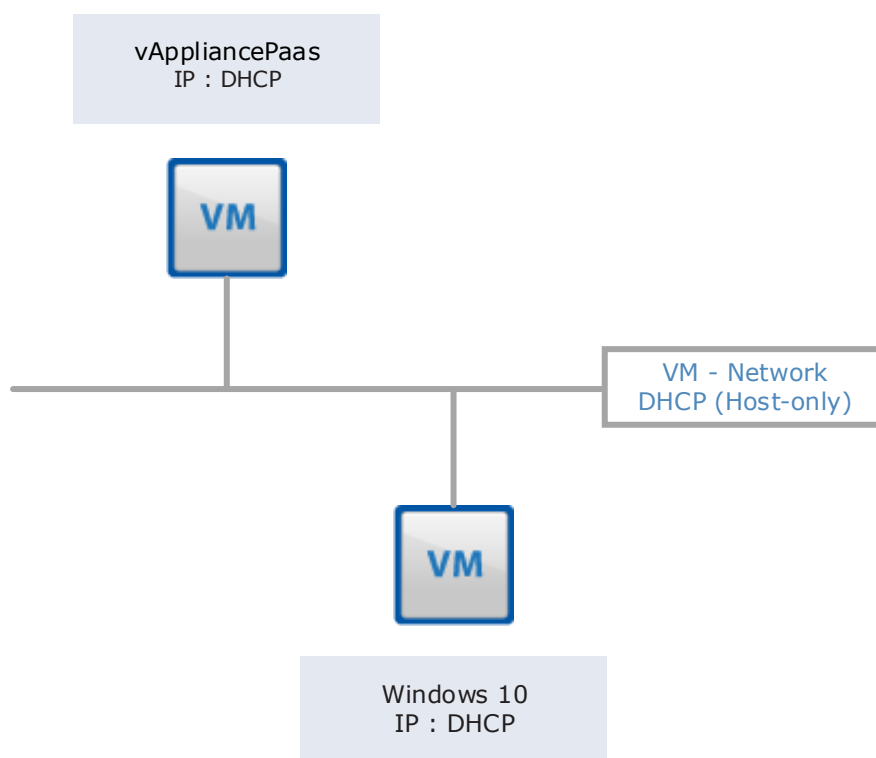 vAppliancePaas
IP : DHCP
VM
VM - Network
DHCP (Host-only)
VM
Windows 10
IP : DHCP